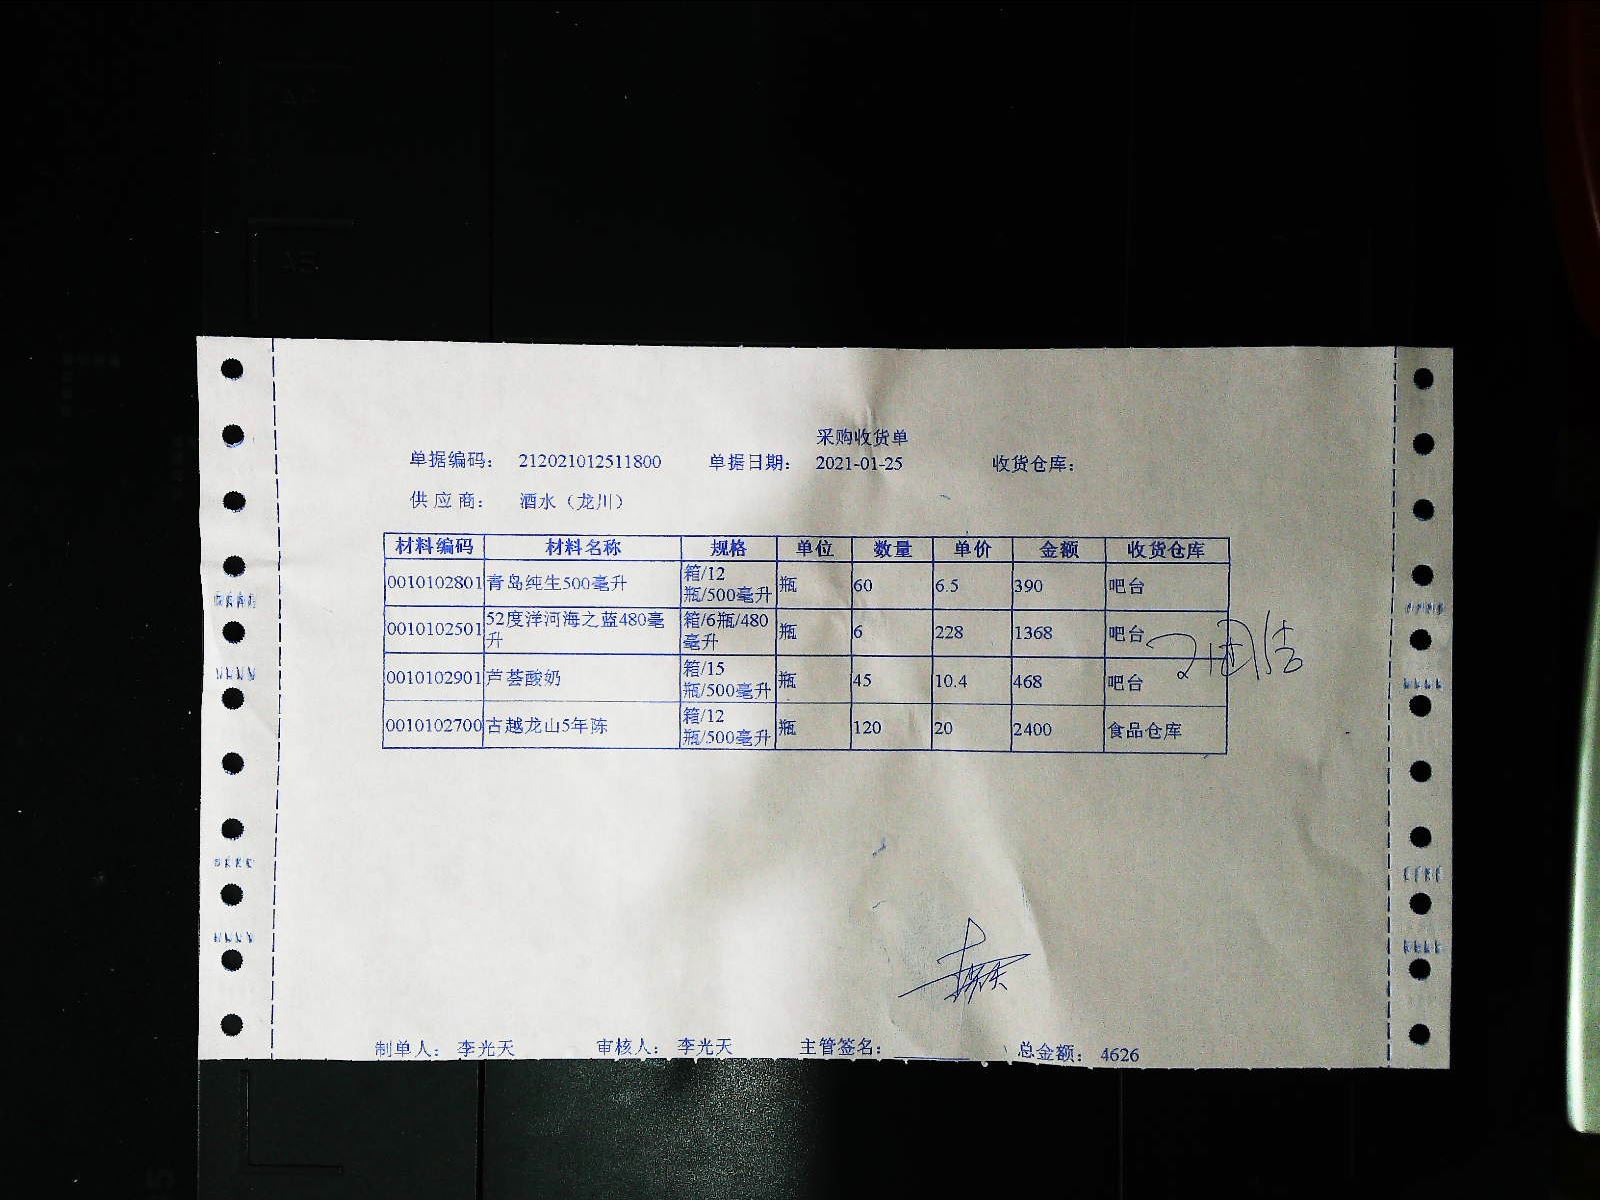 采购收货单
单据编码： 212021012511800 单据日期： 2021-01-25 收货仓库：
供 应 商： 酒水（龙川）
材料编码 材料名称 规格 单位 数量 单价 金额 收货仓库
0010102801 青岛纯生500毫升 箱/12瓶/500毫升 瓶 60 6.5 390 吧台
0010102501 52度洋河海之蓝480毫升 箱/6瓶/480毫升 瓶 6 228 1368 吧台
0010102901 芦荟酸奶 箱/15瓶/500毫升 瓶 45 10.4 468 吧台
0010102700 古越龙山5年陈 箱/12瓶/500毫升 瓶 120 20 2400 食品仓库
制单人： 李光天 审核人： 李光天 主管签名： 总金额： 4626